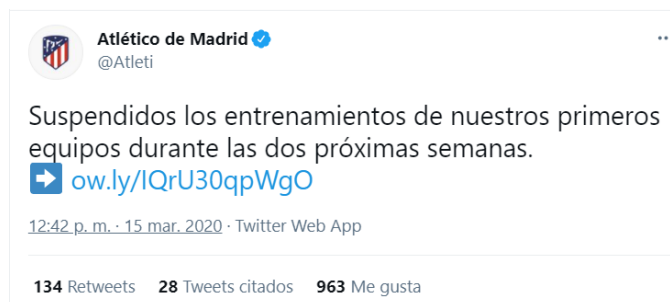 Atlético de Madrid
@Atleti
Suspendidos los entrenamientos de nuestros primeros
equipos durante las dos próximas semanas.
➡ ow.ly/IQrU30qpWgO
12:42 p. m. · 15 mar. 2020 · Twitter Web App
134 Retweets 28 Tweets citados 963 Me gusta